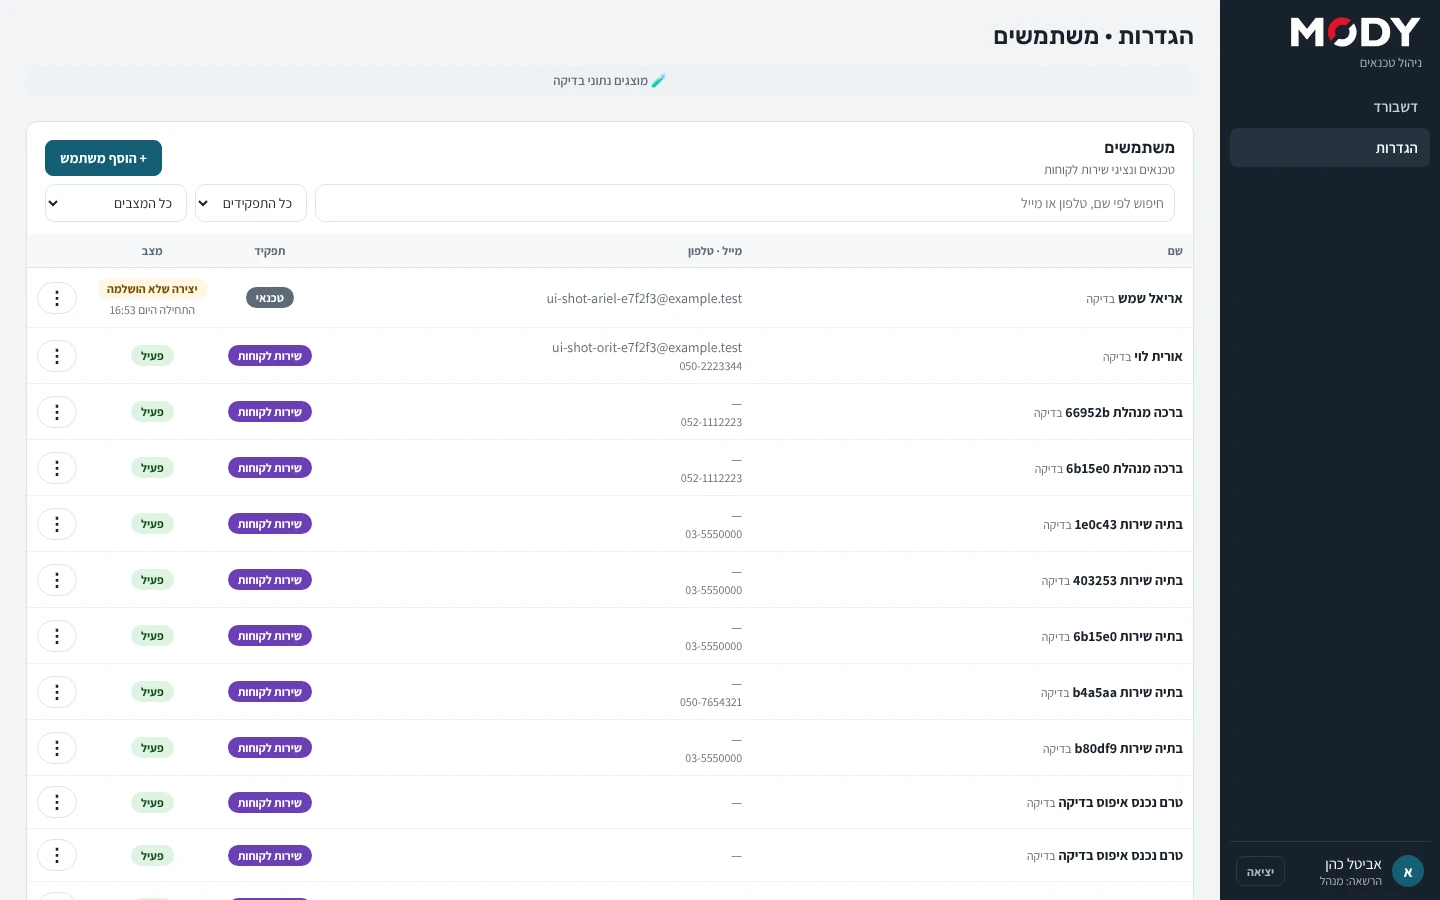 MODY
ניהול טכנאים
דשבורד
הגדרות
הגדרות • משתמשים
🧪 מוצגים נתוני בדיקה
משתמשים
טכנאים ונציגי שירות לקוחות
+ הוסף משתמש
חיפוש לפי שם, טלפון או מייל
כל התפקידים
כל המצבים
שם מייל · טלפון תפקיד מצב
אריאל שמש בדיקה ui-shot-ariel-e7f2f3@example.test טכנאי יצירה שלא הושלמה
התחילה היום 16:53
אורית לוי בדיקה ui-shot-orit-e7f2f3@example.test שירות לקוחות פעיל
050-2223344
ברכה מנהלת 66952b בדיקה — שירות לקוחות פעיל
052-1112223
ברכה מנהלת 6b15e0 בדיקה — שירות לקוחות פעיל
052-1112223
בתיה שירות 1e0c43 בדיקה — שירות לקוחות פעיל
03-5550000
בתיה שירות 403253 בדיקה — שירות לקוחות פעיל
03-5550000
בתיה שירות 6b15e0 בדיקה — שירות לקוחות פעיל
03-5550000
בתיה שירות b4a5aa בדיקה — שירות לקוחות פעיל
050-7654321
בתיה שירות b80df9 בדיקה — שירות לקוחות פעיל
03-5550000
טרם נכנס איפוס בדיקה בדיקה — שירות לקוחות פעיל
טרם נכנס איפוס בדיקה בדיקה — שירות לקוחות פעיל
א
אביטל כהן
הרשאה: מנהל
יציאה